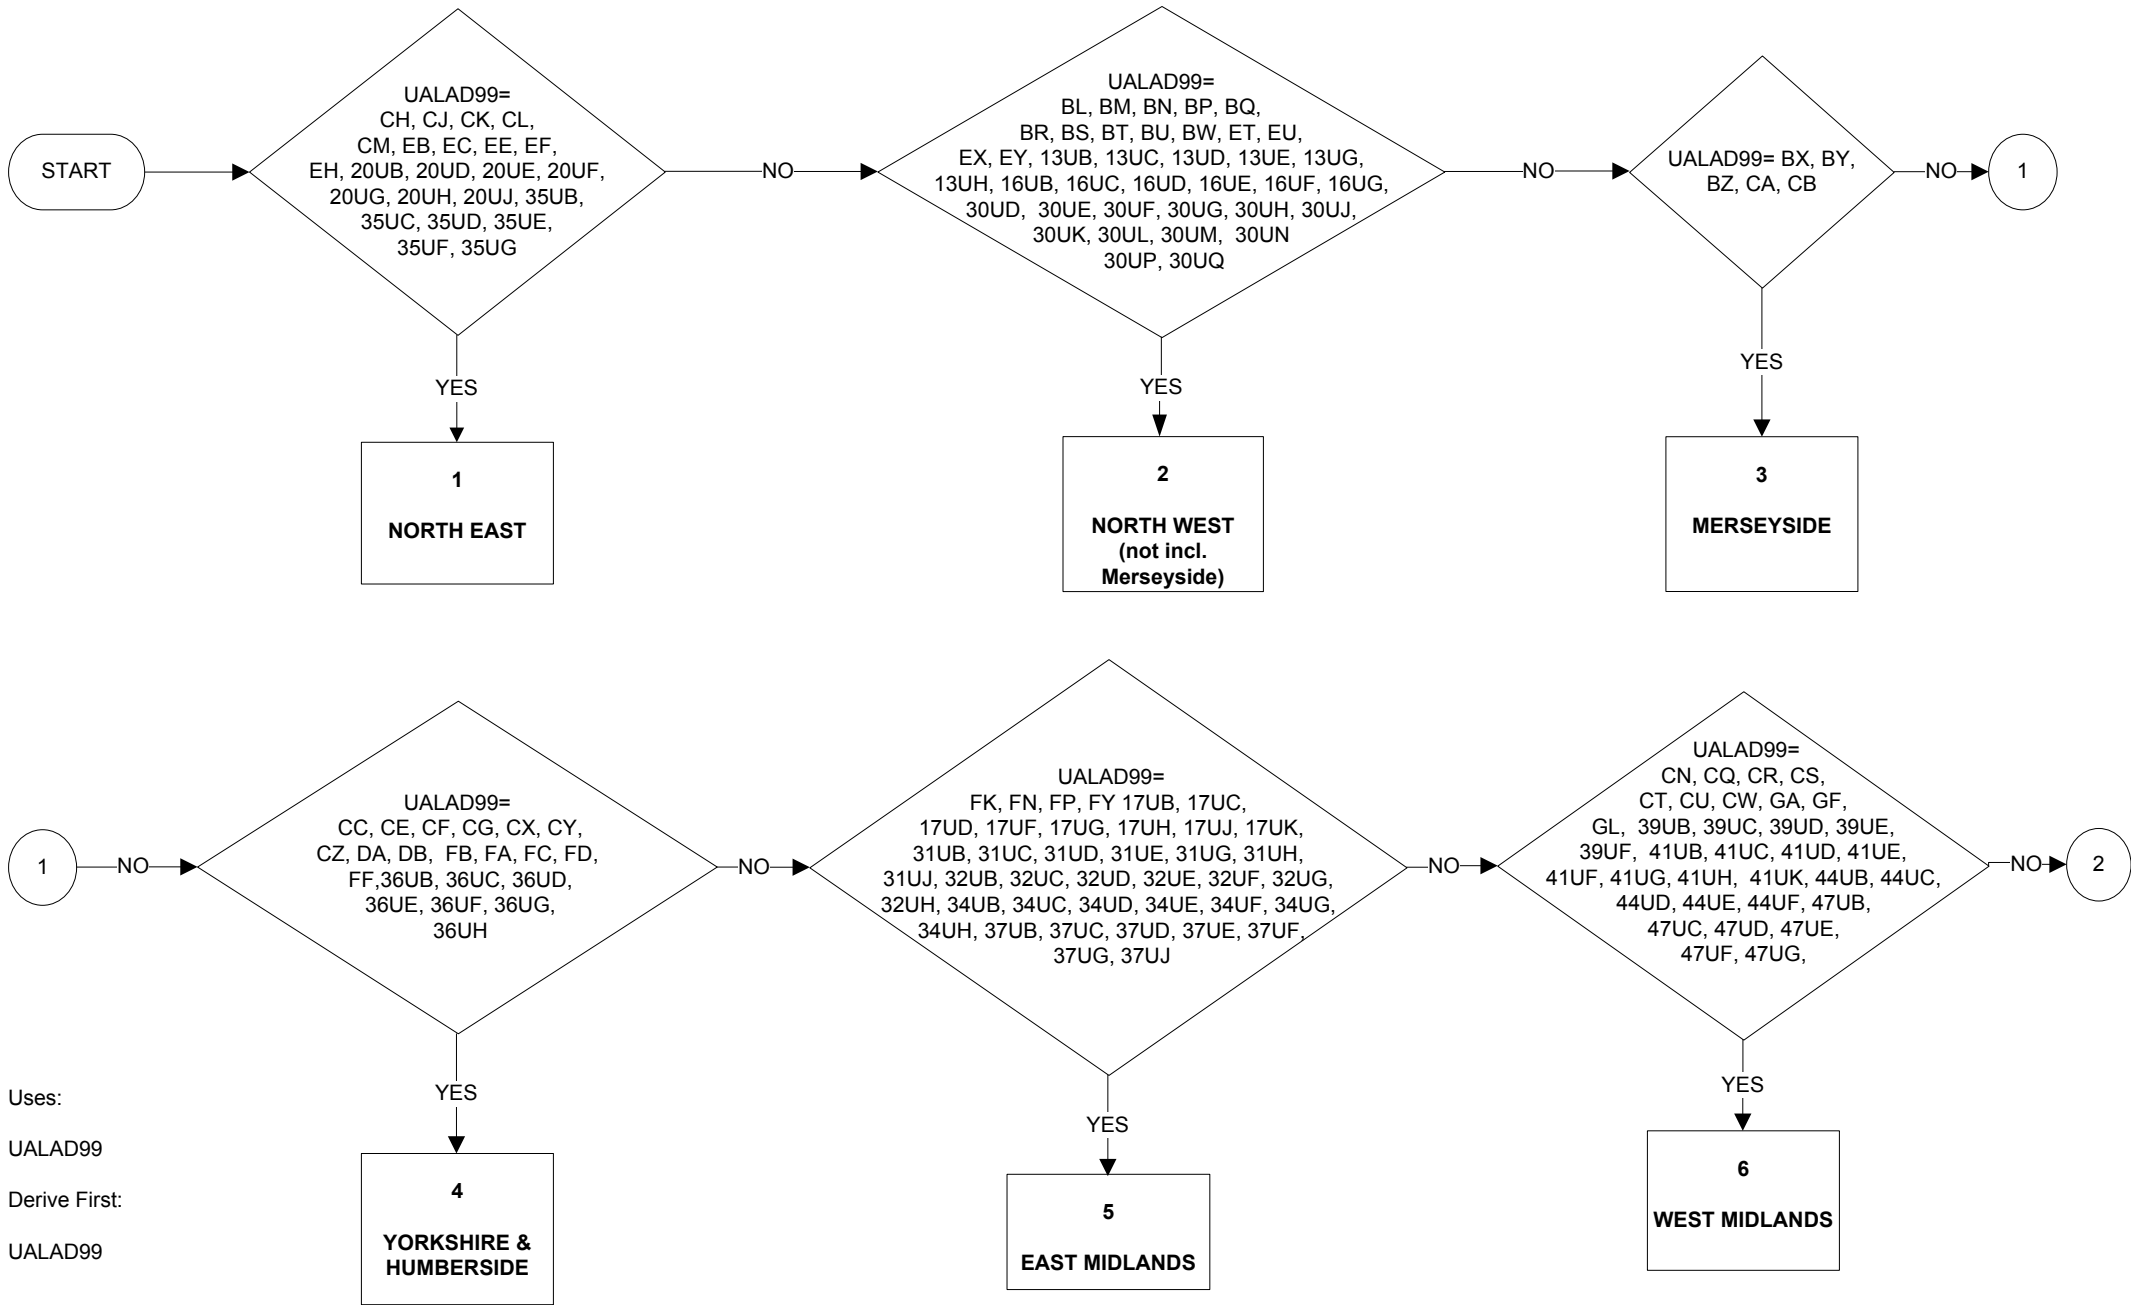 START
UALAD99=
CH, CJ, CK, CL,
CM, EB, EC, EE, EF,
EH, 20UB, 20UD, 20UE, 20UF,
20UG, 20UH, 20UJ, 35UB,
35UC, 35UD, 35UE,
35UF, 35UG
NO
UALAD99=
BL, BM, BN, BP, BQ,
BR, BS, BT, BU, BW, ET, EU,
EX, EY, 13UB, 13UC, 13UD, 13UE, 13UG,
13UH, 16UB, 16UC, 16UD, 16UE, 16UF, 16UG,
30UD, 30UE, 30UF, 30UG, 30UH, 30UJ,
30UK, 30UL, 30UM, 30UN
30UP, 30UQ
NO
UALAD99= BX, BY,
BZ, CA, CB
NO
1
YES
YES
YES
1
NORTH EAST
2
NORTH WEST
(not incl.
Merseyside)
3
MERSEYSIDE
1
NO
UALAD99=
CC, CE, CF, CG, CX, CY,
CZ, DA, DB, FB, FA, FC, FD,
FF,36UB, 36UC, 36UD,
36UE, 36UF, 36UG,
36UH
NO
UALAD99=
FK, FN, FP, FY 17UB, 17UC,
17UD, 17UF, 17UG, 17UH, 17UJ, 17UK,
31UB, 31UC, 31UD, 31UE, 31UG, 31UH,
31UJ, 32UB, 32UC, 32UD, 32UE, 32UF, 32UG,
32UH, 34UB, 34UC, 34UD, 34UE, 34UF, 34UG,
34UH, 37UB, 37UC, 37UD, 37UE, 37UF,
37UG, 37UJ
NO
UALAD99=
CN, CQ, CR, CS,
CT, CU, CW, GA, GF,
GL, 39UB, 39UC, 39UD, 39UE,
39UF, 41UB, 41UC, 41UD, 41UE,
41UF, 41UG, 41UH, 41UK, 44UB, 44UC,
44UD, 44UE, 44UF, 47UB,
47UC, 47UD, 47UE,
47UF, 47UG,
NO
2
YES
YES
YES
4
YORKSHIRE &
HUMBERSIDE
5
EAST MIDLANDS
6
WEST MIDLANDS
Uses:
UALAD99
Derive First:
UALAD99